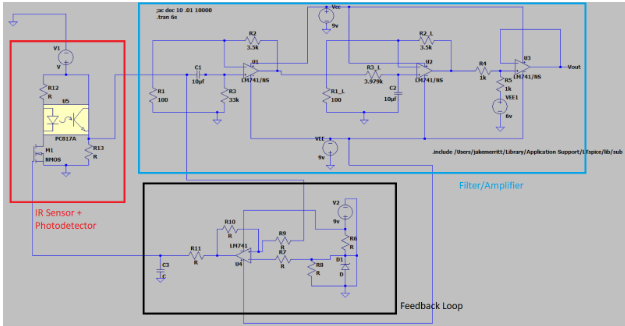 ;ac dec 10 .01 10000
.tran 6s
Vcc
9v
R2
3.5k
C1
10µf
U1
LM741/NS
R1
100
R3
33k
R2_L
3.5k
R3_L
3.979k
C2
10µf
U2
LM741/NS
R1_L
100
R4
1k
R5
1k
U3
LM741/NS
Vout
VEE1
6v
VEE
9v
.include /Users/jakemerritt/Library/Application Support/LTspice/lib/sub
Filter/Amplifier
V1
V
R12
R
U5
PC817A
M1
NMOS
R13
R
IR Sensor +
Photodetector
V2
9v
R10
R
R9
R
LM741
U4
R11
R
R7
R
R8
R
R6
R
D1
D
C3
C
Feedback Loop